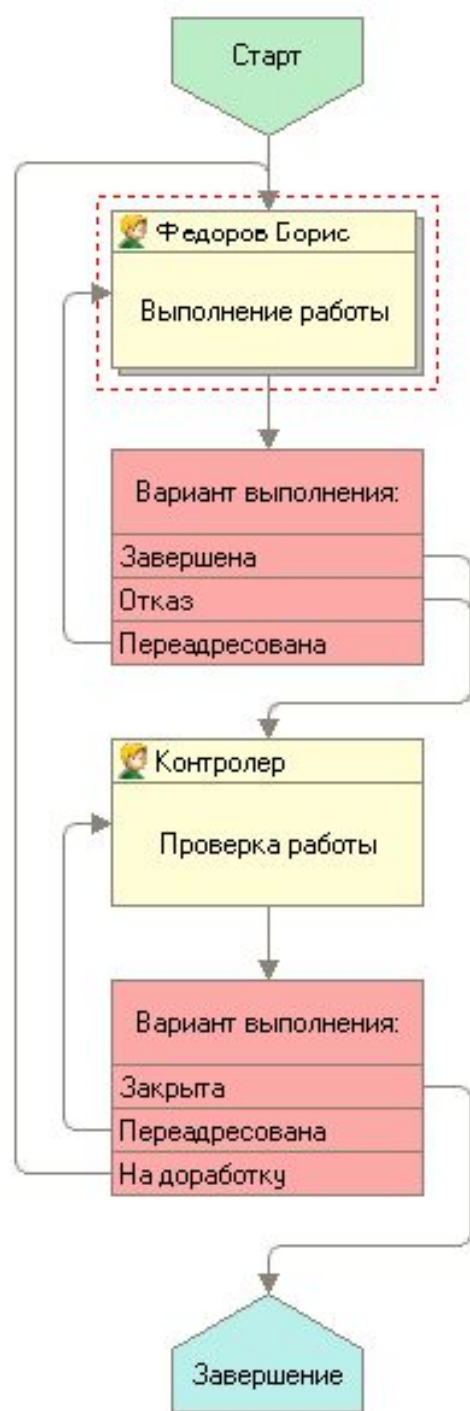 Старт
Федоров Борис
Выполнение работы
Вариант выполнения:
Завершена
Отказ
Переадресована
Контролер
Проверка работы
Вариант выполнения:
Закрыта
Переадресована
На доработку
Завершение